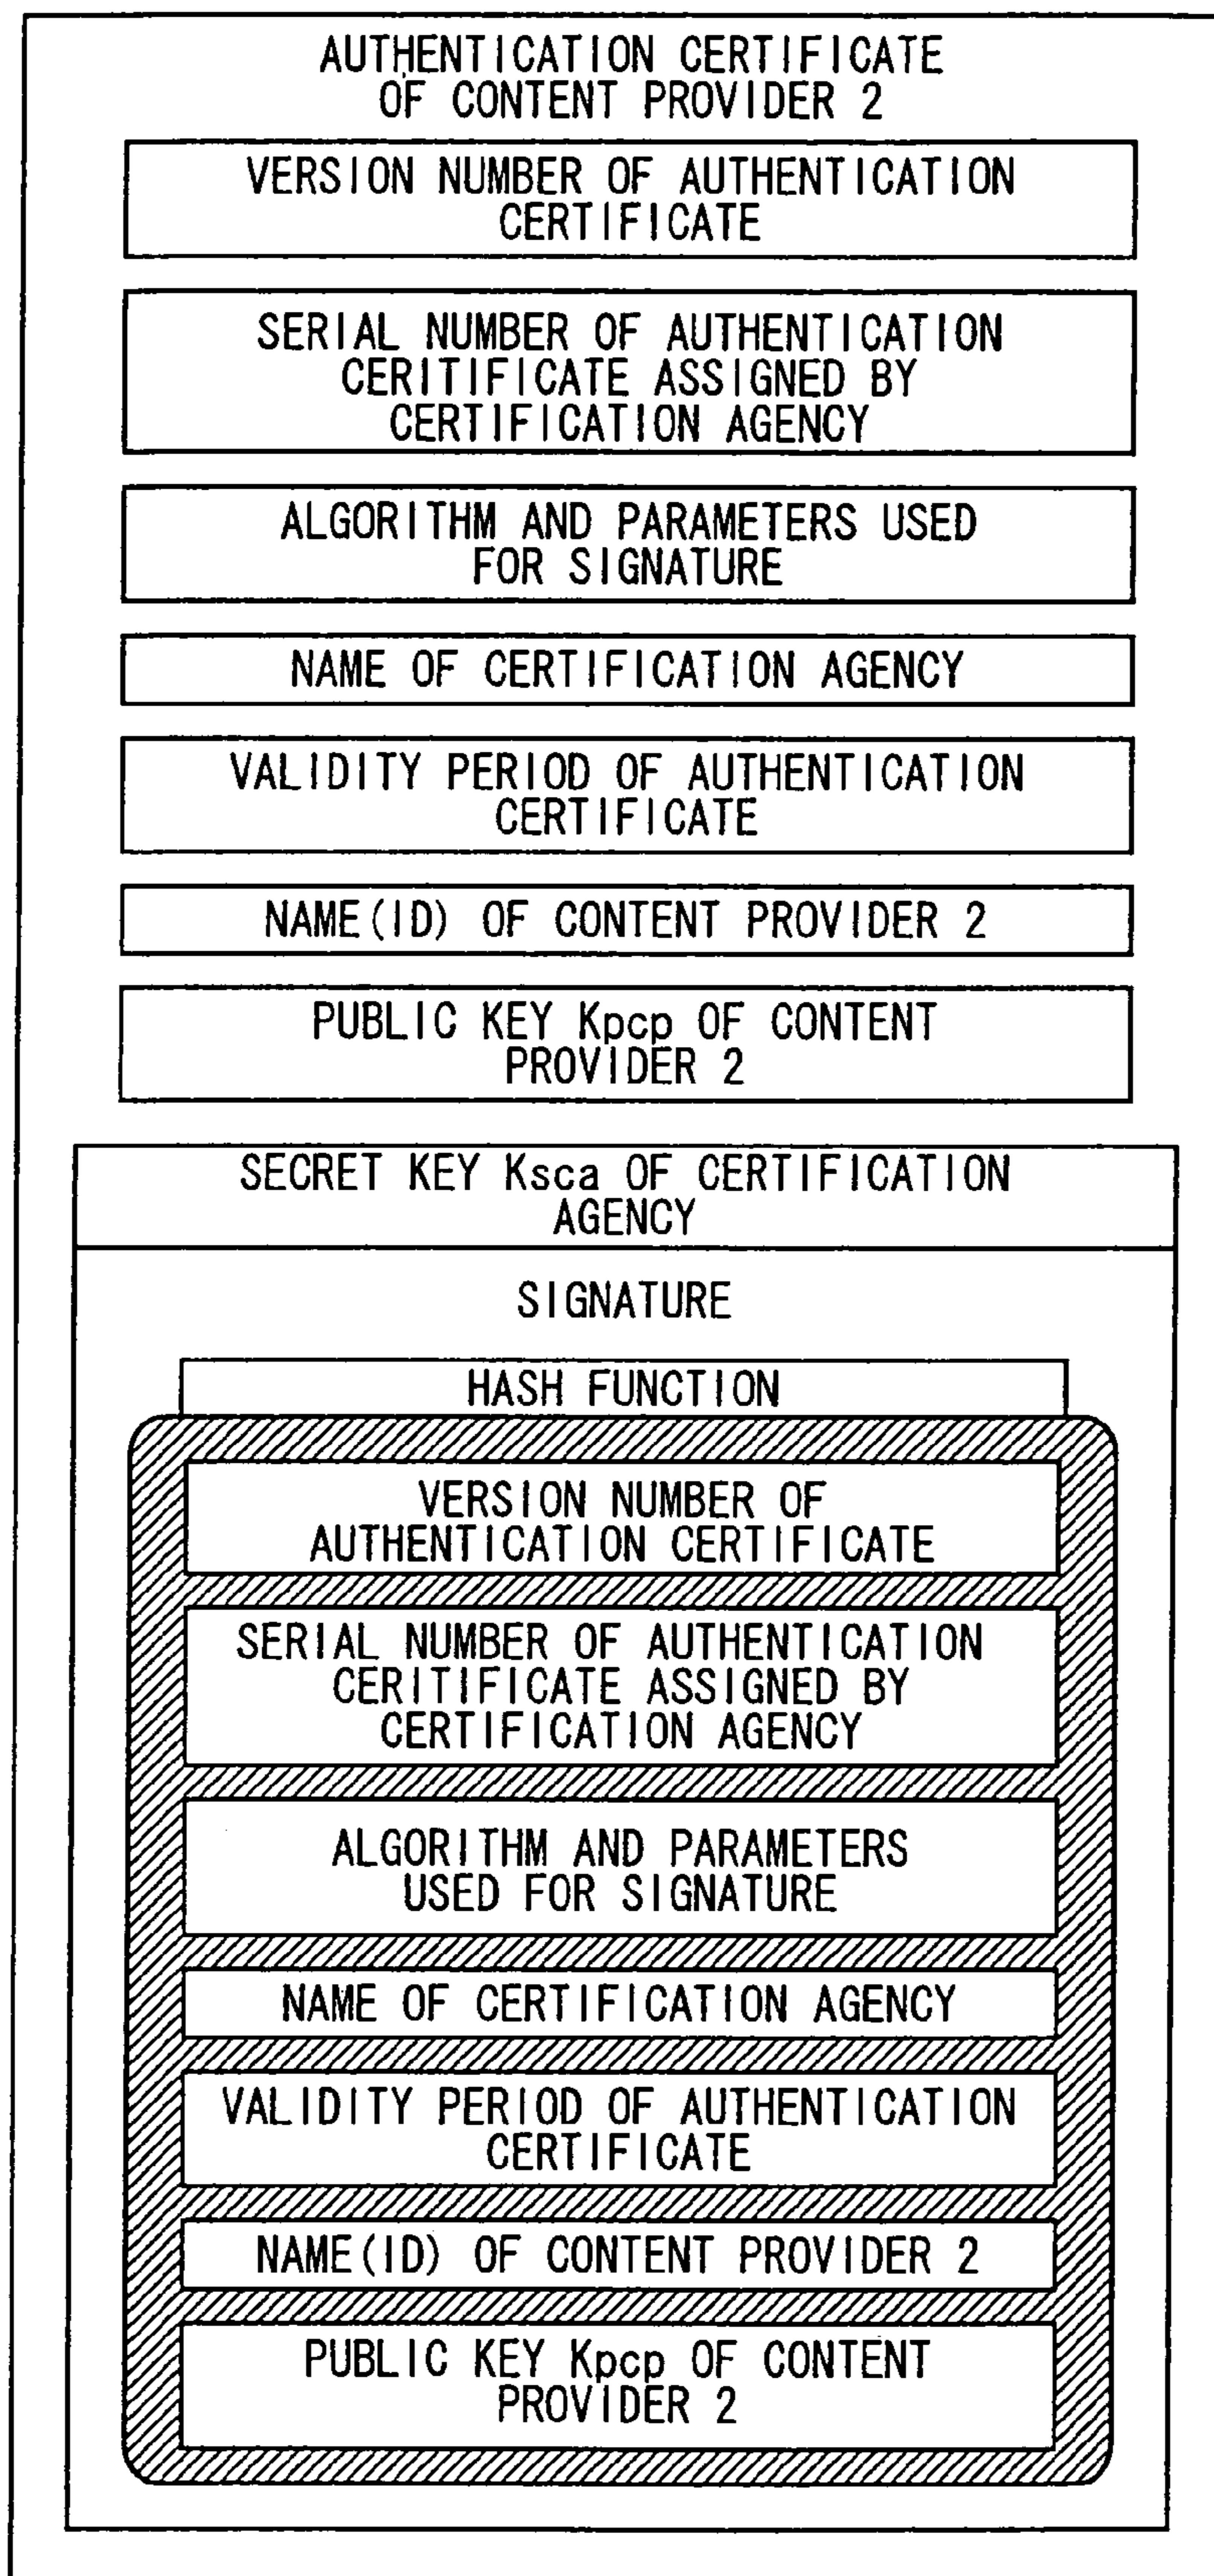 AUTHENTICATION CERTIFICATE
OF CONTENT PROVIDER 2
VERSION NUMBER OF AUTHENTICATION
CERTIFICATE
SERIAL NUMBER OF AUTHENTICATION
CERITIFICATE ASSIGNED BY
CERTIFICATION AGENCY
ALGORITHM AND PARAMETERS USED
FOR SIGNATURE
NAME OF CERTIFICATION AGENCY
VALIDITY PERIOD OF AUTHENTICATION
CERTIFICATE
NAME(ID) OF CONTENT PROVIDER 2
PUBLIC KEY Kpcp OF CONTENT
PROVIDER 2
SECRET KEY Ksca OF CERTIFICATION
AGENCY
SIGNATURE
HASH FUNCTION
VERSION NUMBER OF
AUTHENTICATION CERTIFICATE
SERIAL NUMBER OF AUTHENTICATION
CERITIFICATE ASSIGNED BY
CERTIFICATION AGENCY
ALGORITHM AND PARAMETERS
USED FOR SIGNATURE
NAME OF CERTIFICATION AGENCY
VALIDITY PERIOD OF AUTHENTICATION
CERTIFICATE
NAME(ID) OF CONTENT PROVIDER 2
PUBLIC KEY Kpcp OF CONTENT
PROVIDER 2